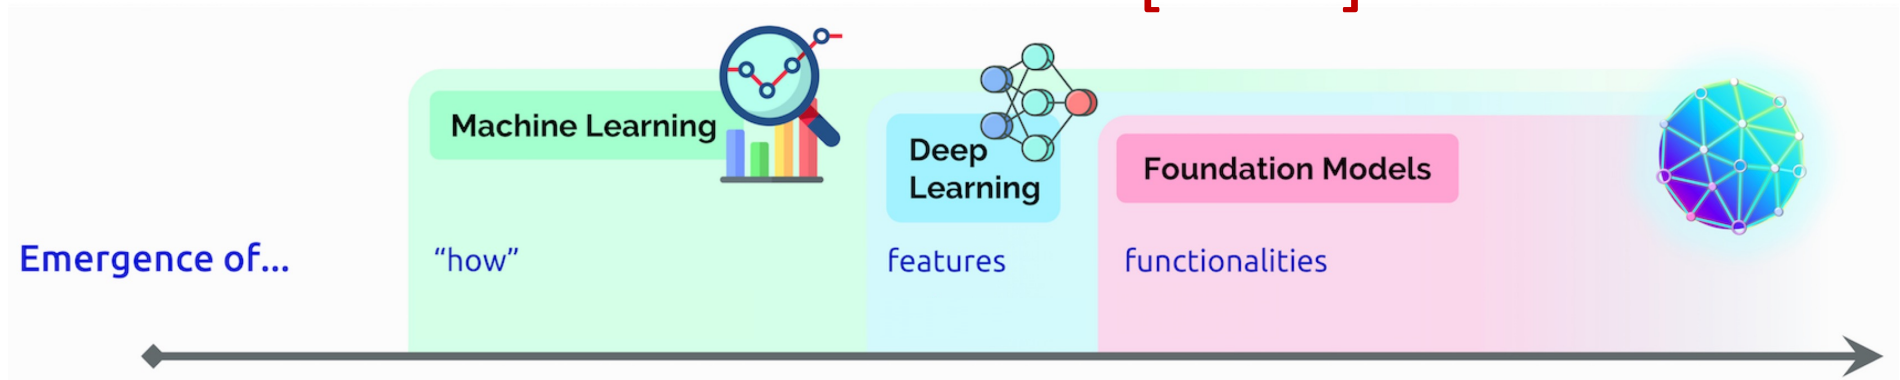 Machine Learning
Deep
Learning
Foundation Models
Emergence of...
“how”
features
functionalities